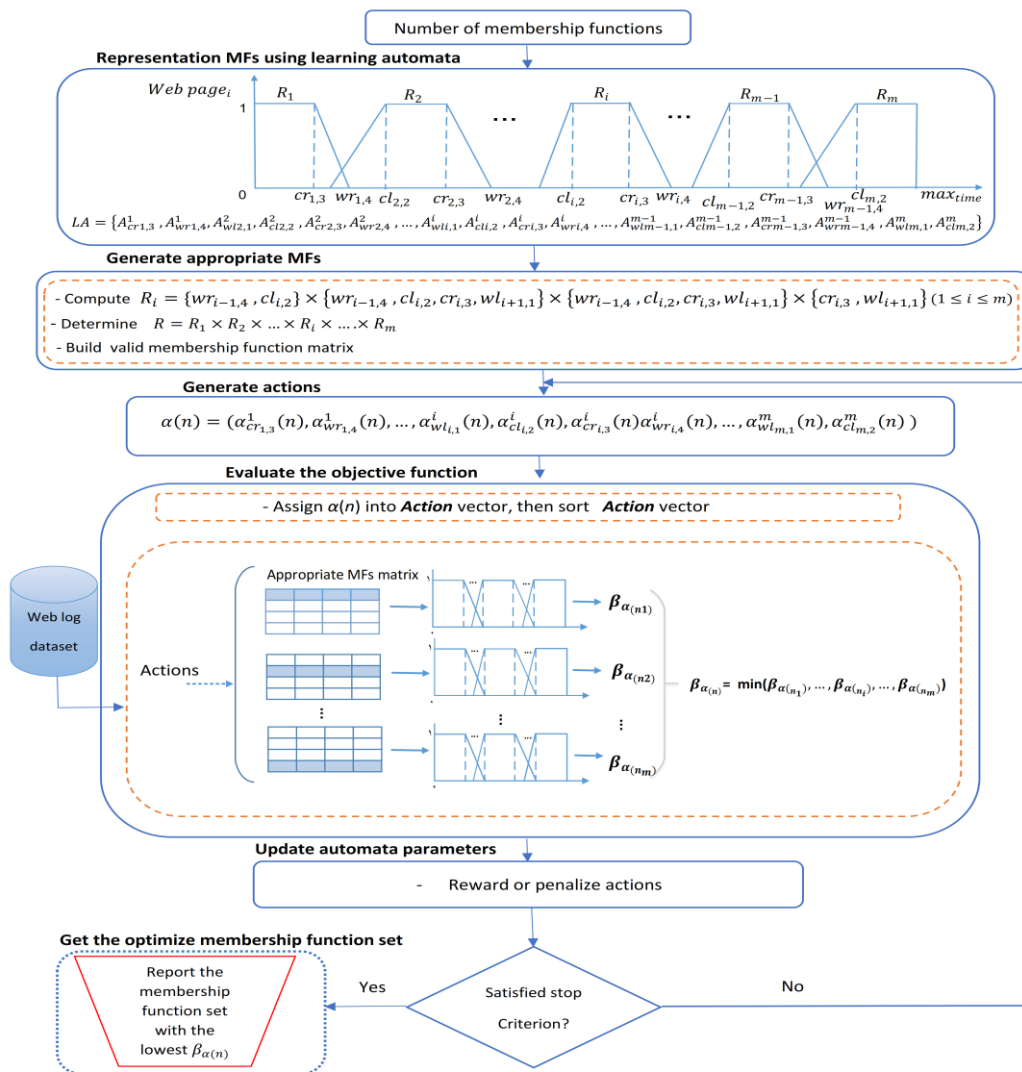 Number of membership functions
Representation MFs using learning automata
Web page_i
R_1 R_2 ... R_i ... R_{m-1} R_m
1
0
cr_{1,3} wr_{1,4} cl_{2,2} cr_{2,3} wr_{2,4} cl_{i,2} cr_{i,3} wr_{i,4} cl_{m-1,2} cr_{m-1,3} wr_{m-1,4} cl_{m,2} max_{time}
LA = {A^1_{cr1,3}, A^1_{wr1,4}, A^2_{wl2,1}, A^2_{cl2,2}, A^2_{cr2,3}, A^2_{wr2,4}, ..., A^i_{wli,1}, A^i_{cli,2}, A^i_{cri,3}, A^i_{wri,4}, ..., A^{m-1}_{wlm-1,1}, A^{m-1}_{clm-1,2}, A^{m-1}_{crm-1,3}, A^{m-1}_{wrm-1,4}, A^m_{wlm,1}, A^m_{clm,2}}
Generate appropriate MFs
- Compute R_i = {wr_{i-1,4}, cl_{i,2}} × {wr_{i-1,4}, cl_{i,2}, cr_{i,3}, wl_{i+1,1}} × {wr_{i-1,4}, cl_{i,2}, cr_{i,3}, wl_{i+1,1}} × {cr_{i,3}, wl_{i+1,1}} (1 ≤ i ≤ m)
- Determine R = R_1 × R_2 × ... × R_i × ....× R_m
- Build valid membership function matrix
Generate actions
α(n) = (α^1_{cr_{1,3}}(n), α^1_{wr_{1,4}}(n), ..., α^i_{wl_{i,1}}(n), α^i_{cl_{i,2}}(n), α^i_{cr_{i,3}}(n)α^i_{wr_{i,4}}(n), ..., α^m_{wl_{m,1}}(n), α^m_{cl_{m,2}}(n) )
Evaluate the objective function
- Assign α(n) into Action vector, then sort Action vector
Web log
dataset
Actions
Appropriate MFs matrix
...
β_{α(n1)}
...
β_{α(n2)}
⋮ ⋮ ⋮
...
β_{α(n_m)}
β_{α(n)} = min(β_{α(n_1)}, ..., β_{α(n_i)}, ..., β_{α(n_m)})
Update automata parameters
- Reward or penalize actions
Get the optimize membership function set
Report the
membership
function set
with the
lowest β_{α(n)}
Yes
Satisfied stop
Criterion?
No